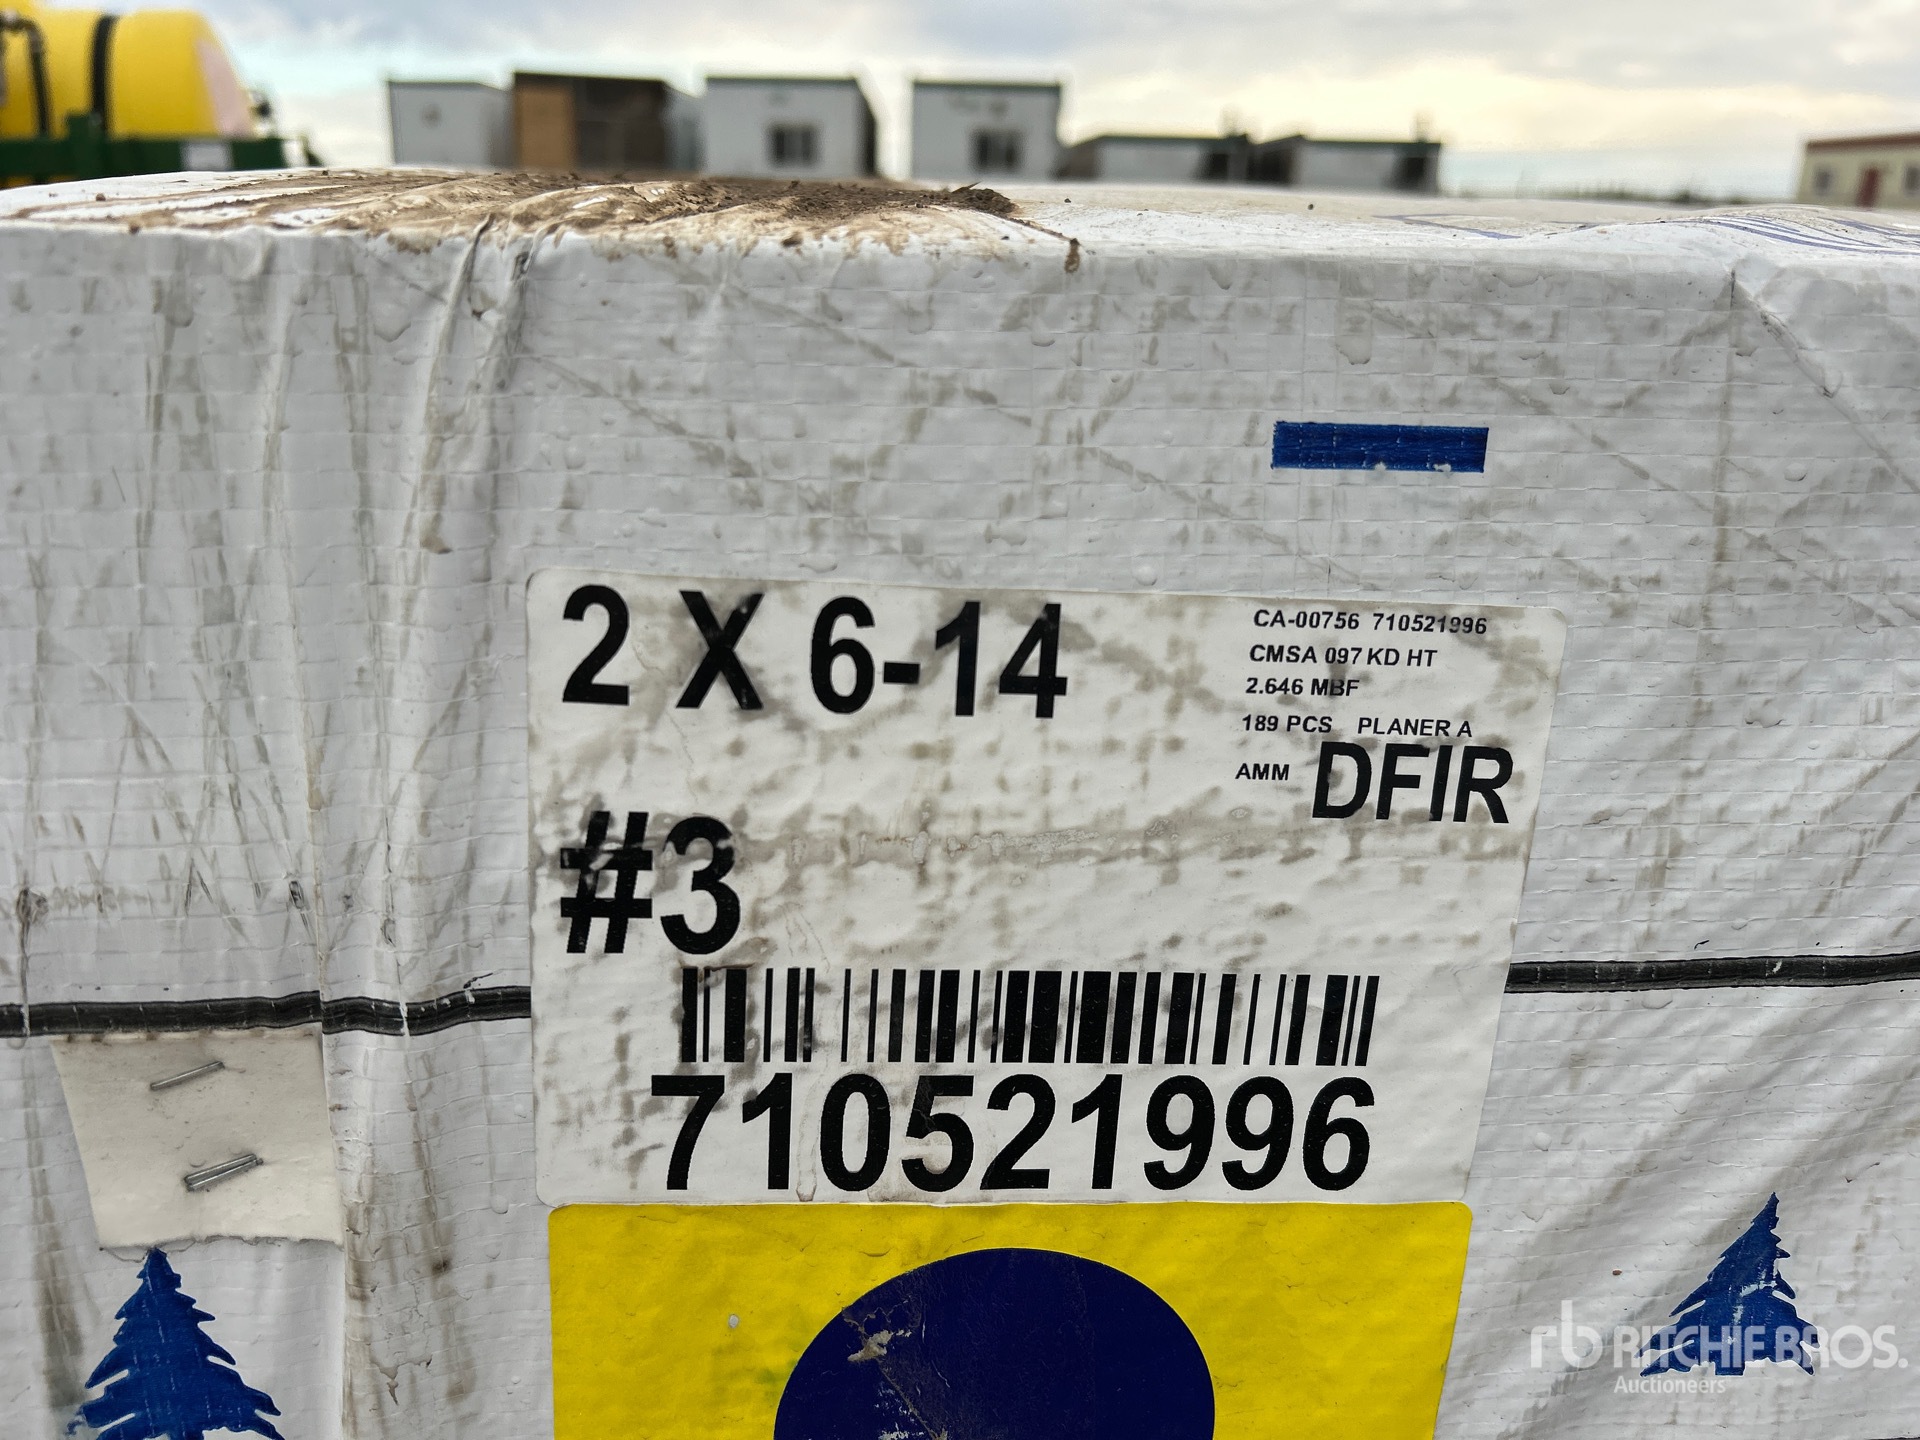 2 X 6-14
CA-00756 710521996
CMSA 097 KD HT
2.646 MBF
189 PCS PLANER A
AMM DFIR
#3
710521996
rb RITCHIE BROS.
Auctioneers